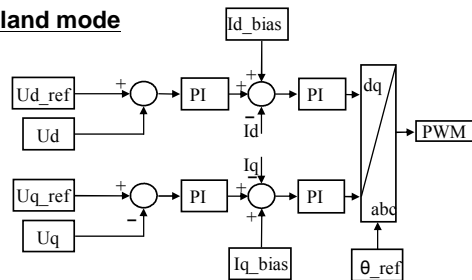 land mode
Id_bias
Ud_ref
+
PI
+
+
PI
dq
Ud
−
Id
PWM
Iq
Uq_ref
+
PI
+
−
PI
−
+
abc
Uq
Iq_bias
θ_ref